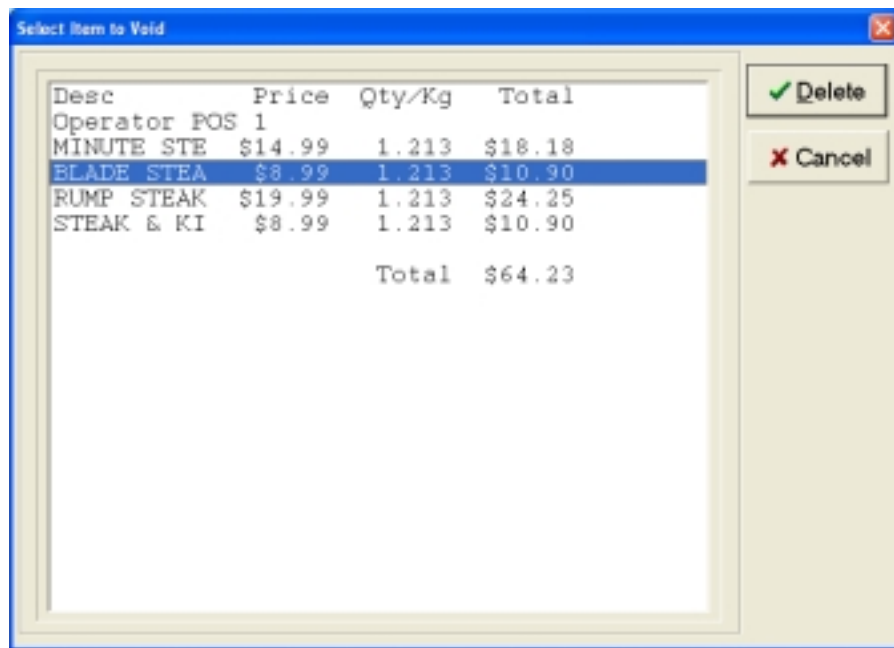 Select Item to Void
Desc Price Qty/Kg Total
Operator POS 1
MINUTE STE $14.99 1.213 $18.18
BLADE STEA $8.99 1.213 $10.90
RUMP STEAK $19.99 1.213 $24.25
STEAK & KI $8.99 1.213 $10.90
Total $64.23
Delete
Cancel